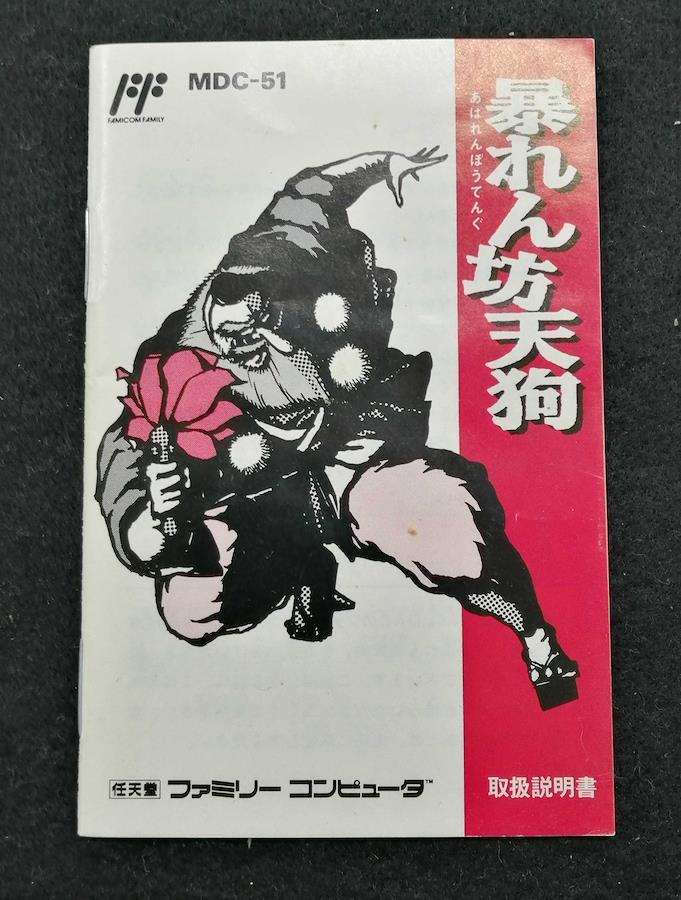 FAMICOM FAMILY
MDC-51
暴れん坊天狗
あばれんぼうてんぐ
任天堂 ファミリーコンピュータ™
取扱説明書